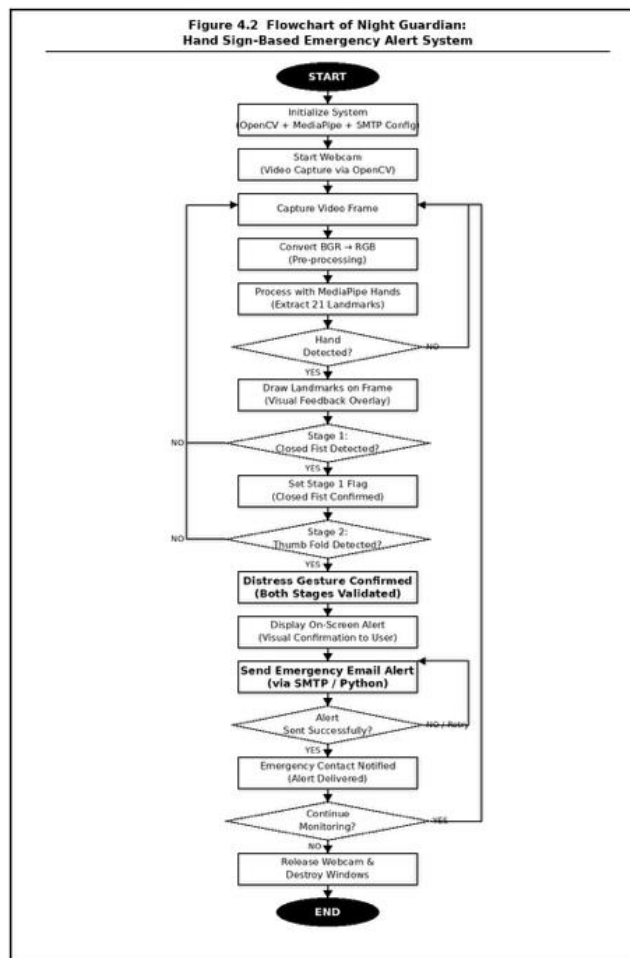 Figure 4.2 Flowchart of Night Guardian:
Hand Sign-Based Emergency Alert System
START
Initialize System
(OpenCV + MediaPipe + SMTP Config)
Start Webcam
(Video Capture via OpenCV)
Capture Video Frame
Convert BGR → RGB
(Pre-processing)
Process with MediaPipe Hands
(Extract 21 Landmarks)
Hand
Detected?
NO
YES
Draw Landmarks on Frame
(Visual Feedback Overlay)
Stage 1:
Closed Fist Detected?
NO
YES
Set Stage 1 Flag
(Closed Fist Confirmed)
Stage 2:
Thumb Fold Detected?
NO
YES
Distress Gesture Confirmed
(Both Stages Validated)
Display On-Screen Alert
(Visual Confirmation to User)
Send Emergency Email Alert
(via SMTP / Python)
Alert
Sent Successfully?
NO / Retry
YES
Emergency Contact Notified
(Alert Delivered)
Continue
Monitoring?
YES
NO
Release Webcam &
Destroy Windows
END